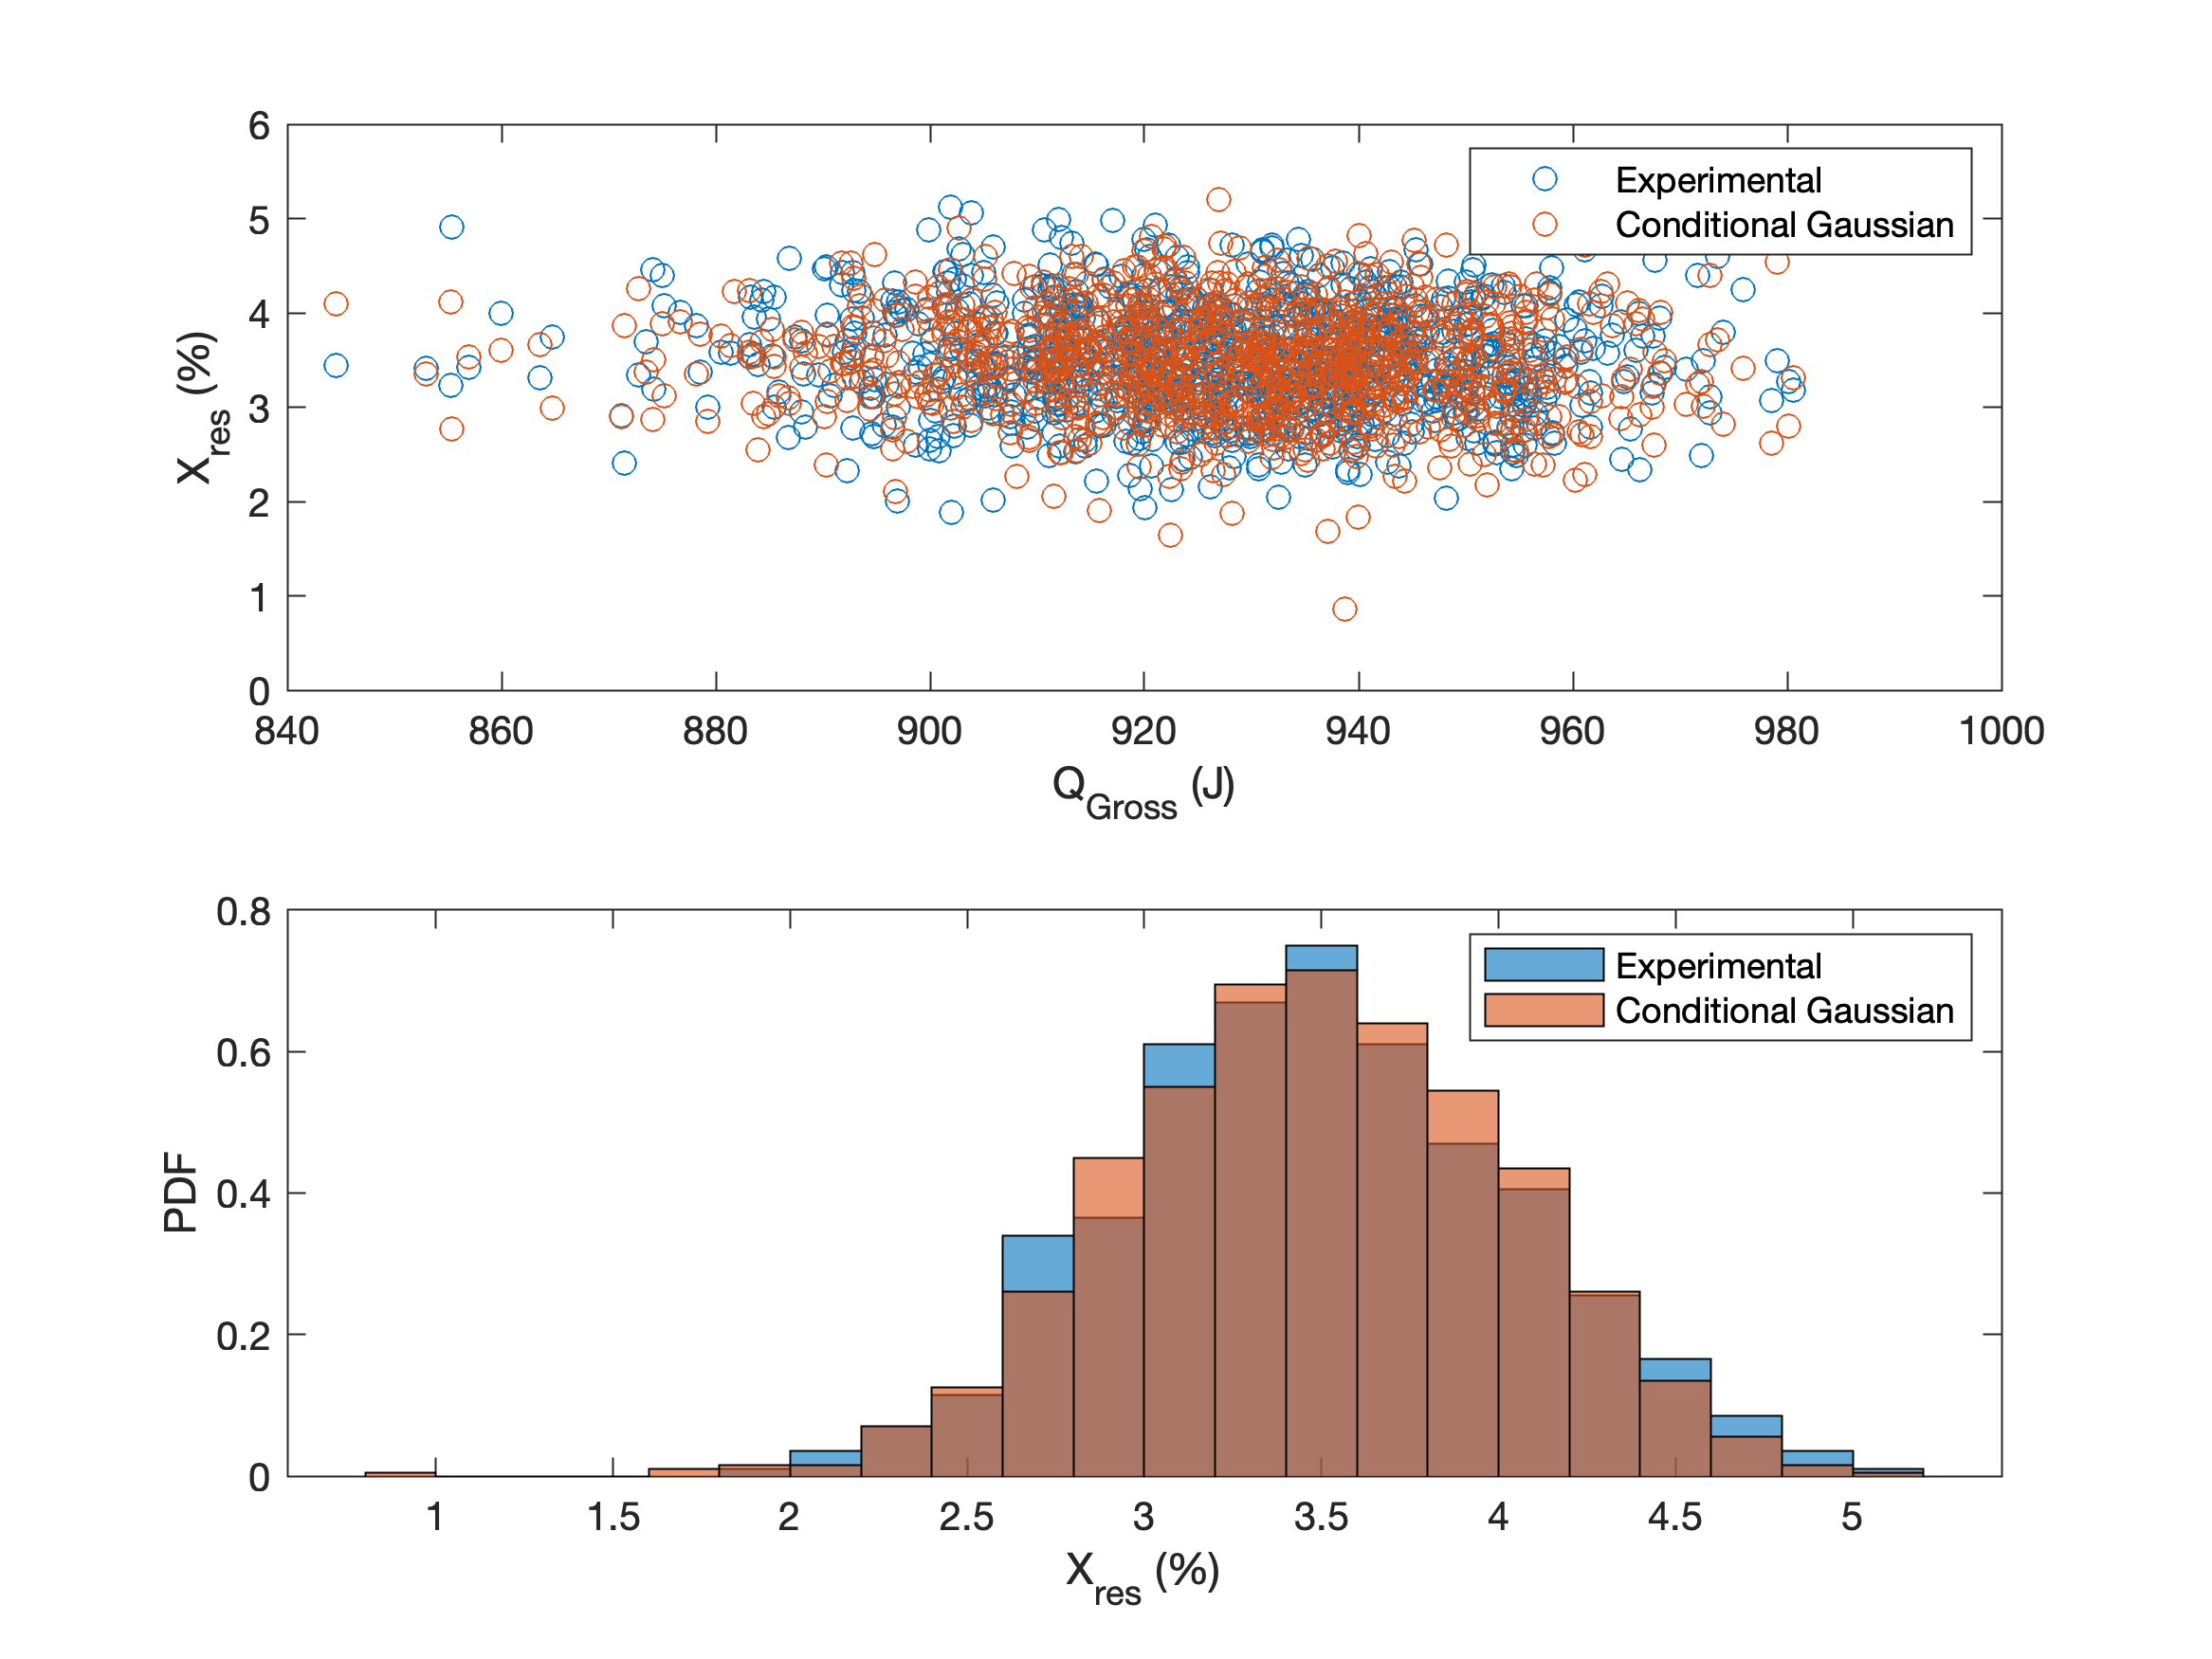 6
5
4
3
2
1
0
X_res (%)
Experimental
Conditional Gaussian
840 860 880 900 920 940 960 980 1000
Q_Gross (J)
0.8
0.6
0.4
0.2
0
PDF
Experimental
Conditional Gaussian
1 1.5 2 2.5 3 3.5 4 4.5 5
X_res (%)